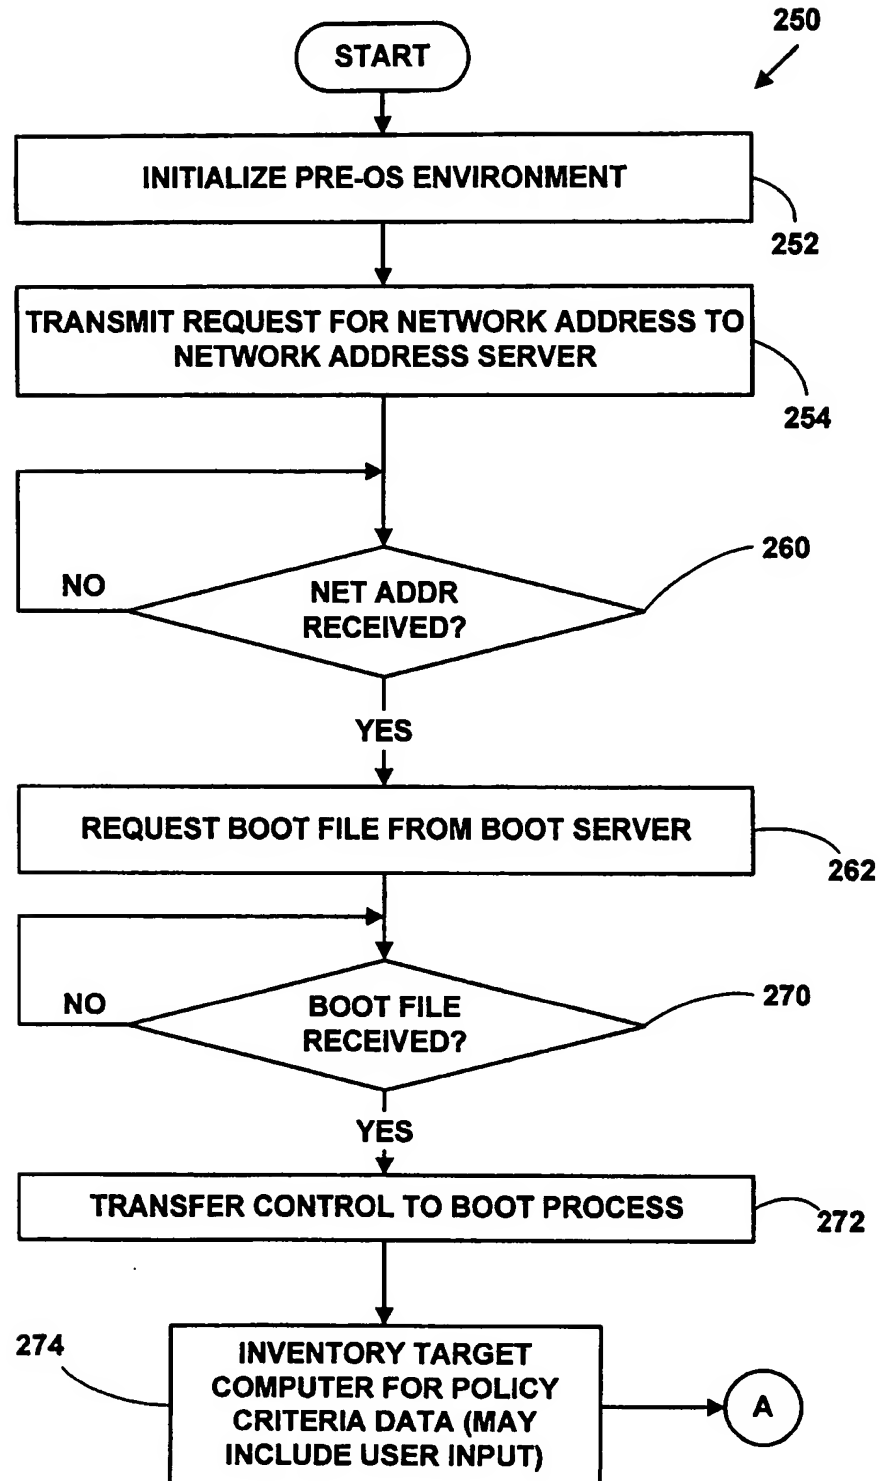 250
START
INITIALIZE PRE-OS ENVIRONMENT
252
TRANSMIT REQUEST FOR NETWORK ADDRESS TO
NETWORK ADDRESS SERVER
254
260
NO
NET ADDR
RECEIVED?
YES
REQUEST BOOT FILE FROM BOOT SERVER
262
270
NO
BOOT FILE
RECEIVED?
YES
TRANSFER CONTROL TO BOOT PROCESS
272
274
INVENTORY TARGET
COMPUTER FOR POLICY
CRITERIA DATA (MAY
INCLUDE USER INPUT)
A